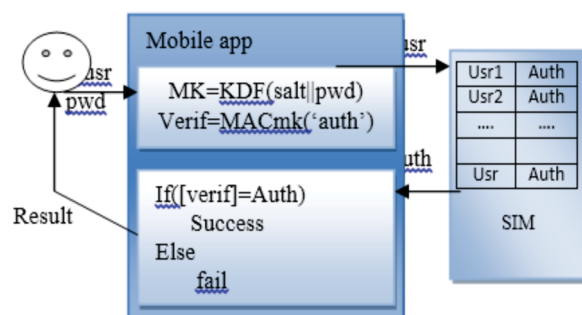 Mobile app
usr
usr
pwd
MK=KDF(salt||pwd)
Verif=MACmk(‘auth’)
Usr1 Auth
Usr2 Auth
.... ....
Usr Auth
SIM
uth
If([verif]=Auth)
Success
Else
fail
Result